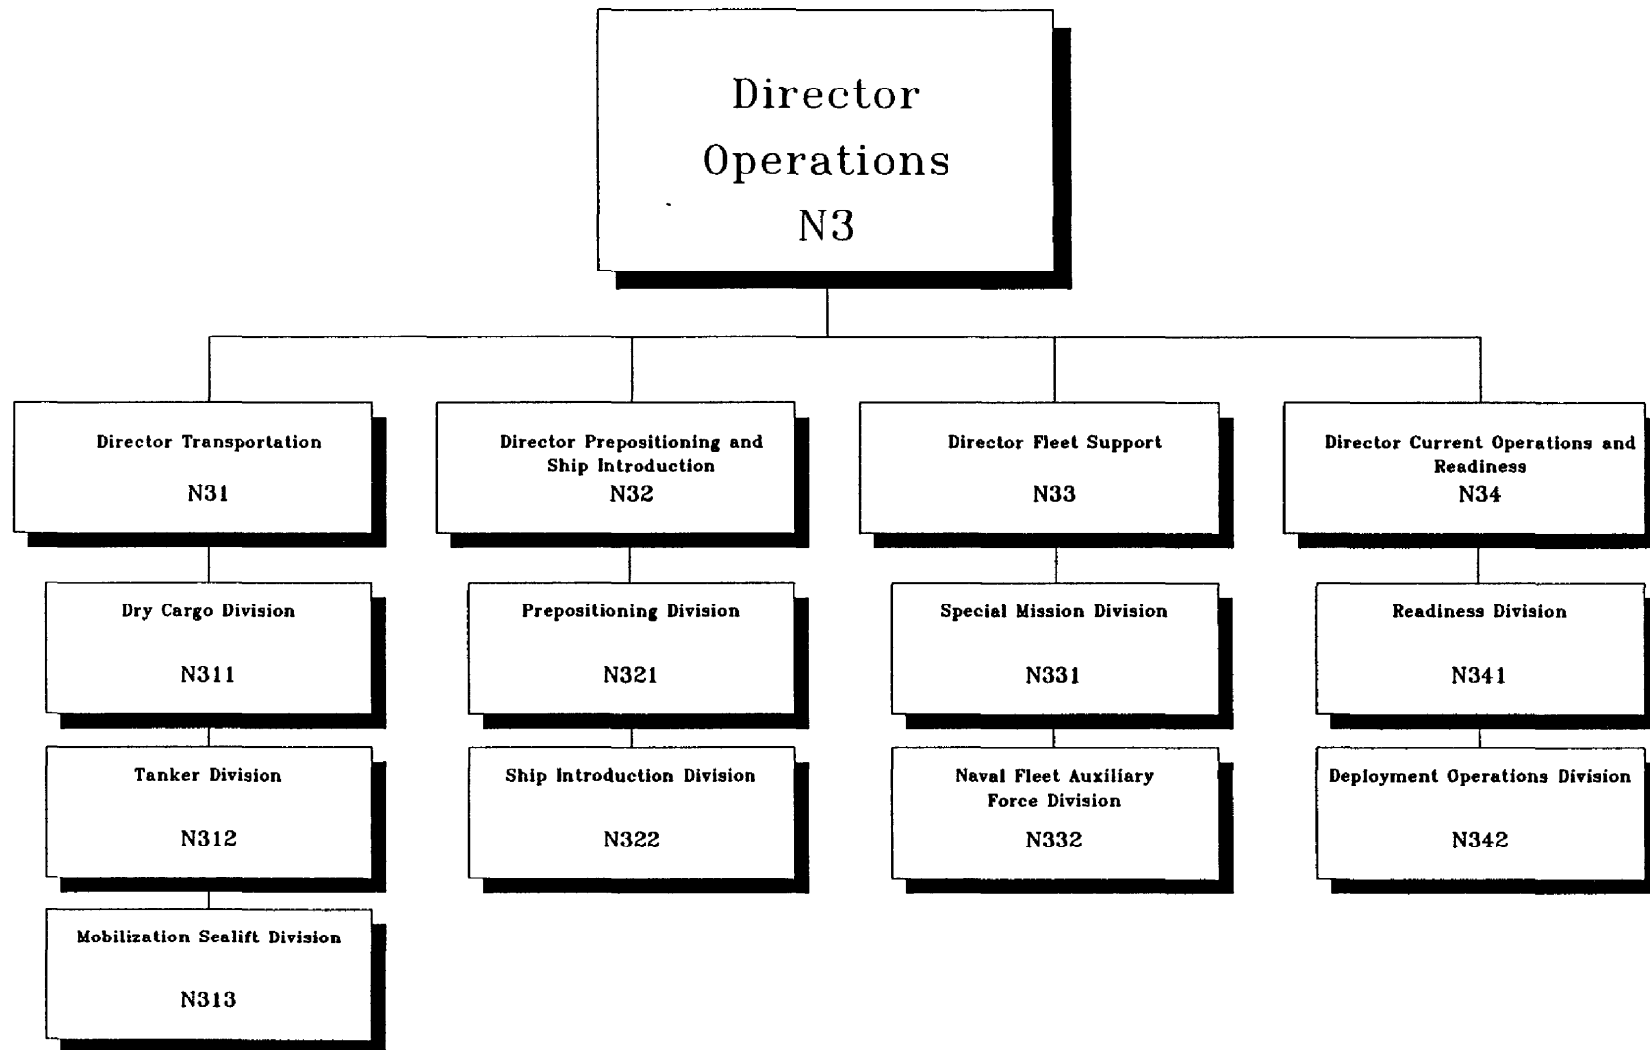 Director
Operations
N3
Director Transportation
N31
Director Prepositioning and
Ship Introduction
N32
Director Fleet Support
N33
Director Current Operations and
Readiness
N34
Dry Cargo Division
N311
Prepositioning Division
N321
Special Mission Division
N331
Readiness Division
N341
Tanker Division
N312
Ship Introduction Division
N322
Naval Fleet Auxiliary
Force Division
N332
Deployment Operations Division
N342
Mobilization Sealift Division
N313